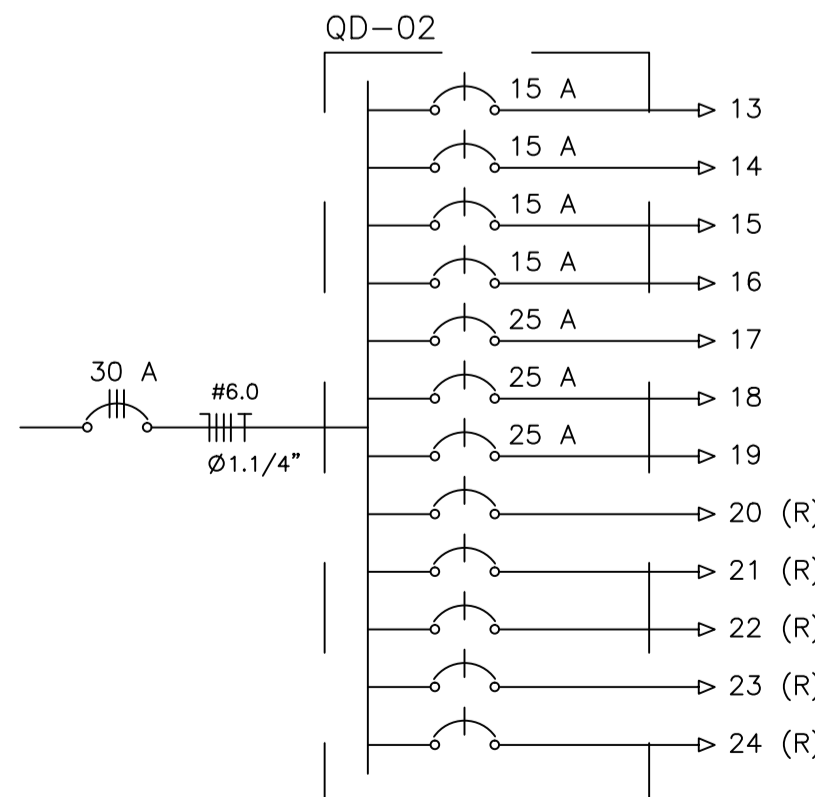 QD-02
15 A 13
15 A 14
15 A 15
15 A 16
25 A 17
30 A
#6.0
Ø1.1/4"
25 A 18
25 A 19
20 (R)
21 (R)
22 (R)
23 (R)
24 (R)